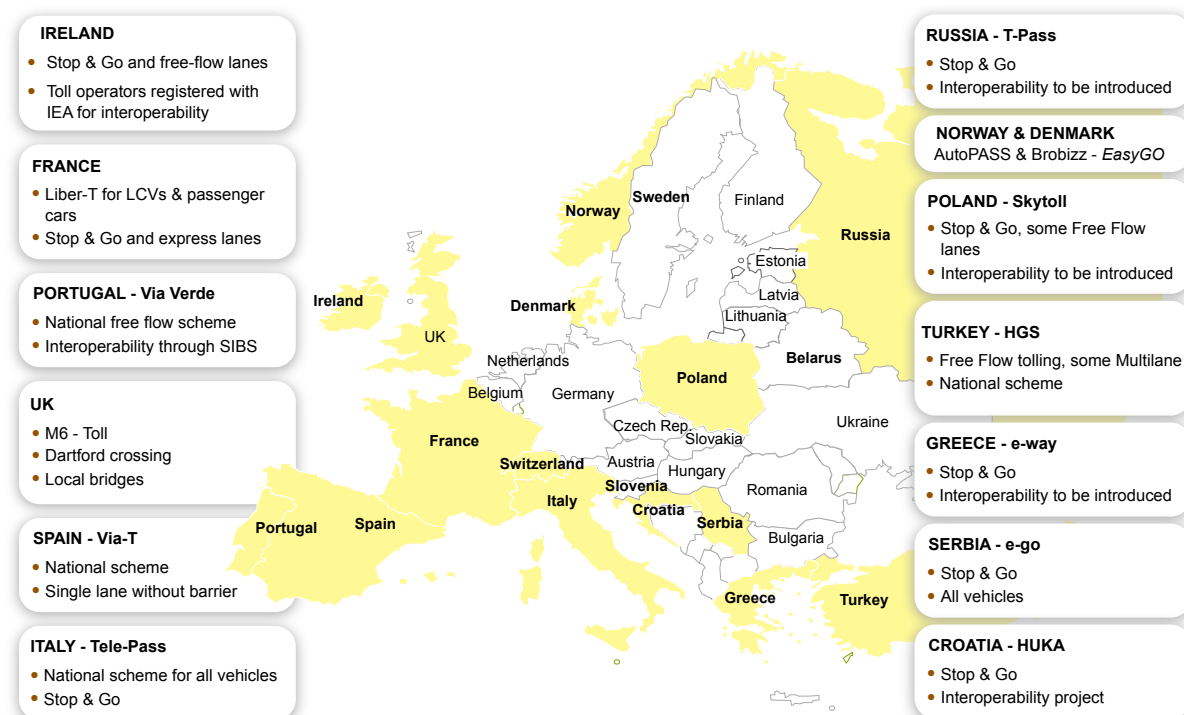 IRELAND
• Stop & Go and free-flow lanes
• Toll operators registered with
IEA for interoperability
FRANCE
• Liber-T for LCVs & passenger
cars
• Stop & Go and express lanes
PORTUGAL - Via Verde
• National free flow scheme
• Interoperability through SIBS
UK
• M6 - Toll
• Dartford crossing
• Local bridges
SPAIN - Via-T
• National scheme
• Single lane without barrier
ITALY - Tele-Pass
• National scheme for all vehicles
• Stop & Go
Norway
Sweden
Finland
Russia
Estonia
Latvia
Lithuania
Ireland
Denmark
UK
Netherlands
Belarus
Belgium
Germany
Poland
Czech Rep.
Ukraine
France
Slovakia
Switzerland
Austria
Hungary
Slovenia
Italy
Croatia
Romania
Serbia
Portugal
Spain
Bulgaria
Greece
Turkey
RUSSIA - T-Pass
• Stop & Go
• Interoperability to be introduced
NORWAY & DENMARK
AutoPASS & Brobizz - EasyGO
POLAND - Skytoll
• Stop & Go, some Free Flow
lanes
• Interoperability to be introduced
TURKEY - HGS
• Free Flow tolling, some Multilane
• National scheme
GREECE - e-way
• Stop & Go
• Interoperability to be introduced
SERBIA - e-go
• Stop & Go
• All vehicles
CROATIA - HUKA
• Stop & Go
• Interoperability project